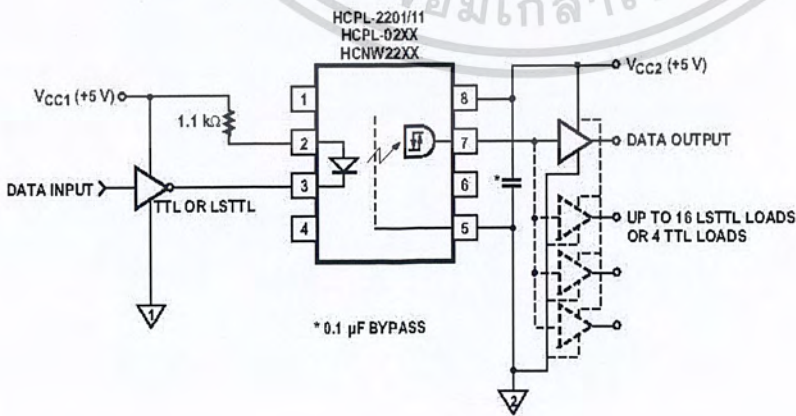 HCPL-2201/11
HCPL-02XX
HCNW22XX
VCC1 (+5 V)
1.1 kΩ
1
2
3
4
8
7
6
5
*
VCC2 (+5 V)
DATA OUTPUT
DATA INPUT
TTL OR LSTTL
UP TO 16 LSTTL LOADS
OR 4 TTL LOADS
* 0.1 µF BYPASS
1
2